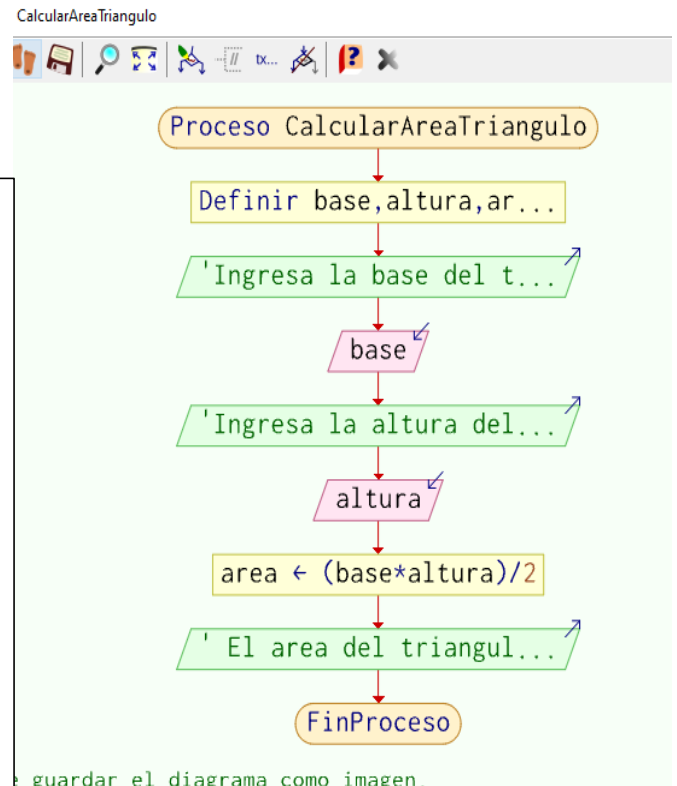 CalcularAreaTriangulo
tx...
Proceso CalcularAreaTriangulo
Definir base,altura,ar...
'Ingresa la base del t...
base
'Ingresa la altura del...
altura
area ← (base*altura)/2
' El area del triangul...
FinProceso
guardar el diagrama como imagen.